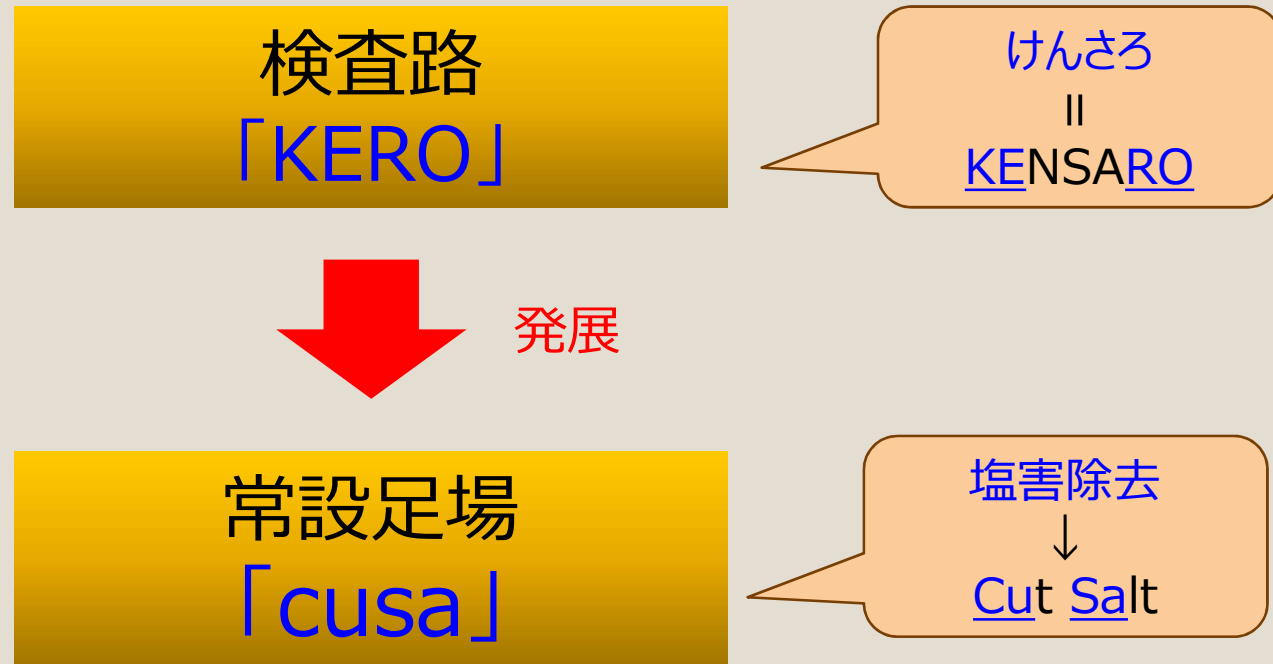 検査路
「KERO」
けんさろ
=
KENSARO
発展
常設足場
「cusa」
塩害除去
↓
Cut Salt